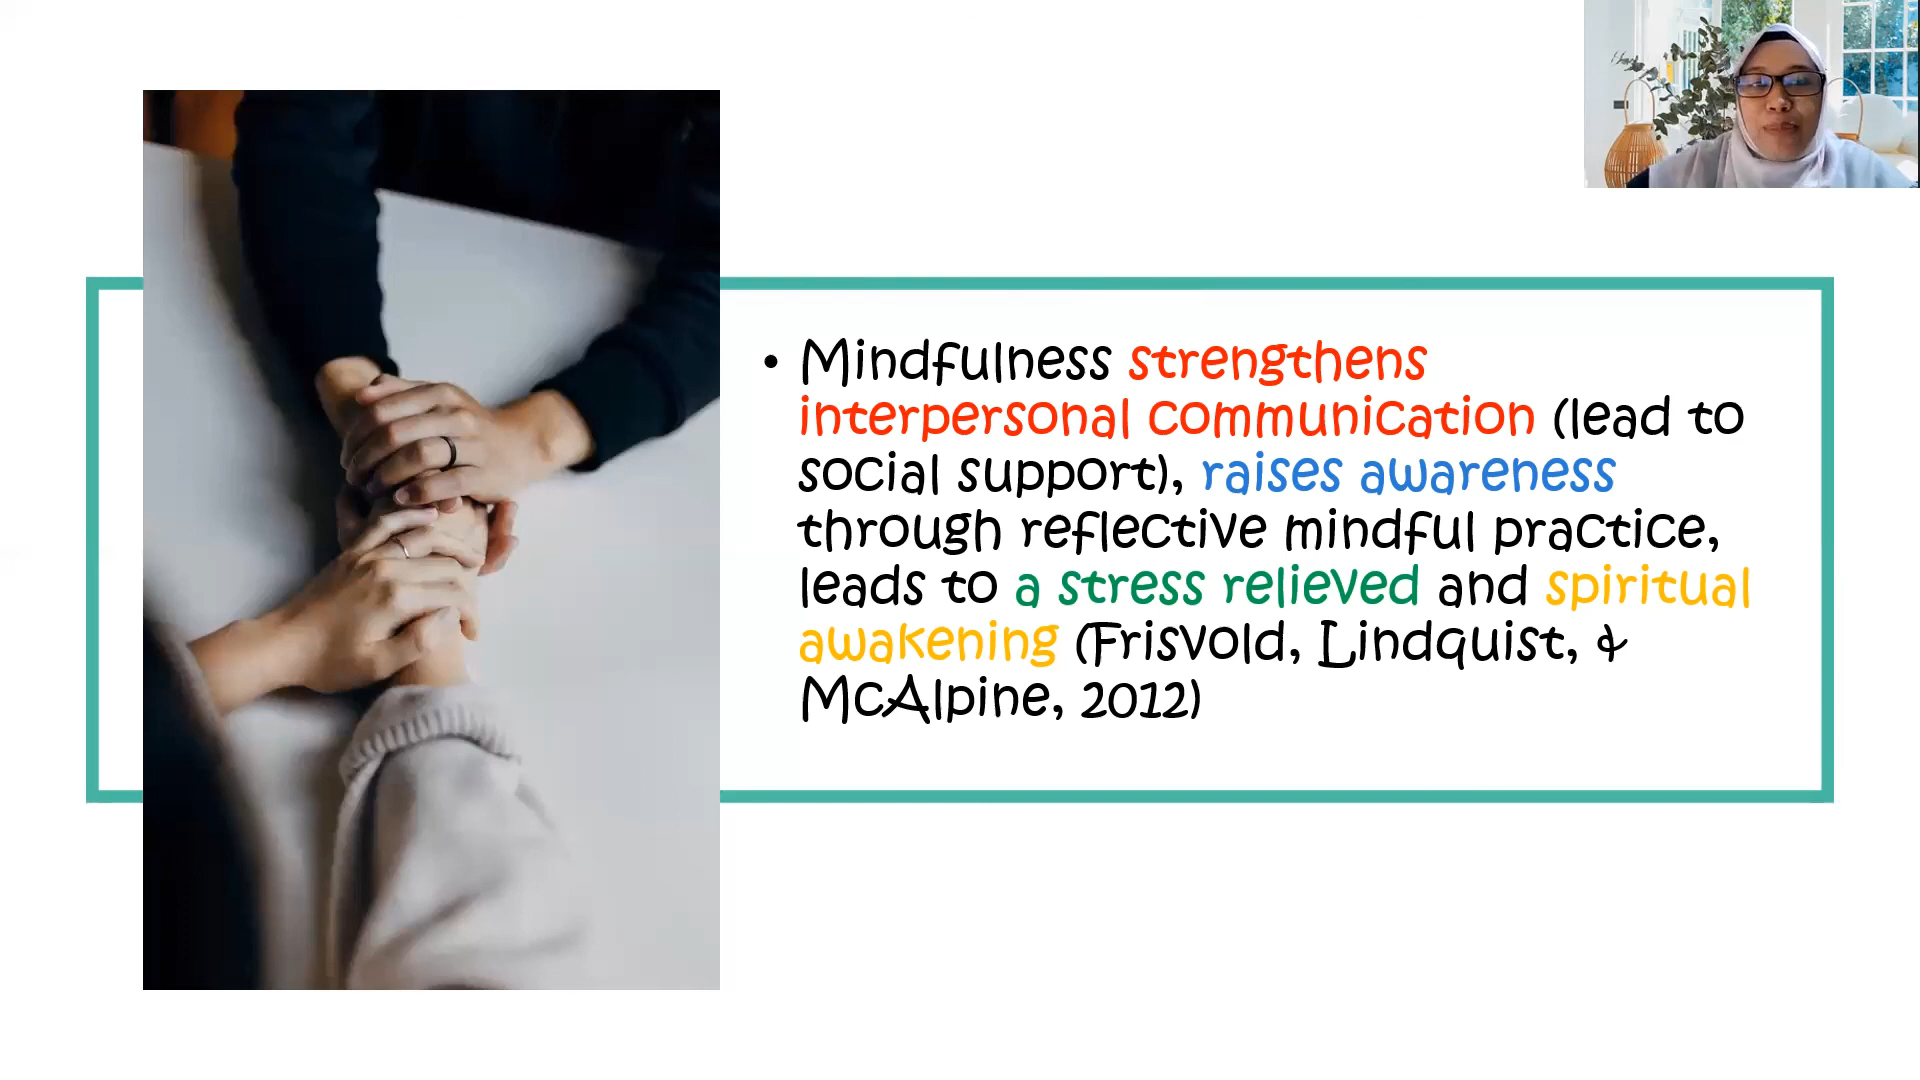 • Mindfulness strengthens
interpersonal communication (lead to
social support), raises awareness
through reflective mindful practice,
leads to a stress relieved and spiritual
awakening (Frisvold, Lindquist, &
McAlpine, 2012)